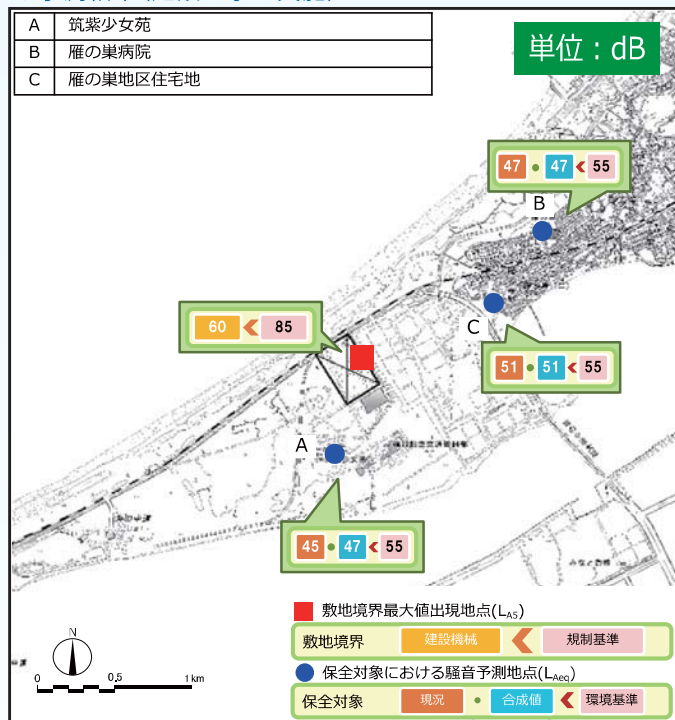 A 筑紫少女苑
B 雁の巣病院
C 雁の巣地区住宅地
単位：dB
47 ・ 47 < 55
B
60 < 85
C
51 ・ 51 < 55
A
45 ・ 47 < 55
敷地境界最大値出現地点(LA5)
敷地境界 建設機械 < 規制基準
保全対象における騒音予測地点(LAeq)
保全対象 現況 ・ 合成値 < 環境基準
N
0 0.5 1km